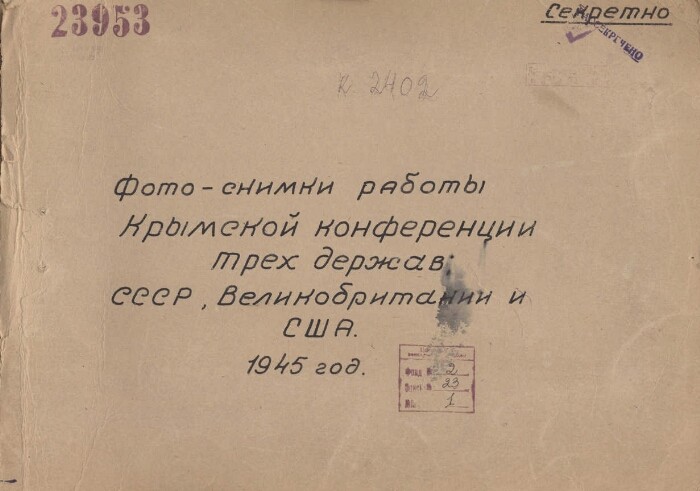 23953
Секретно
РАССЕКРЕЧЕНО
К 2402
Фото-снимки работы
Крымской конференции
трех держав:
СССР, Великобритании и
США.
1945 год.
Фонд № 2
Опись № 23
1